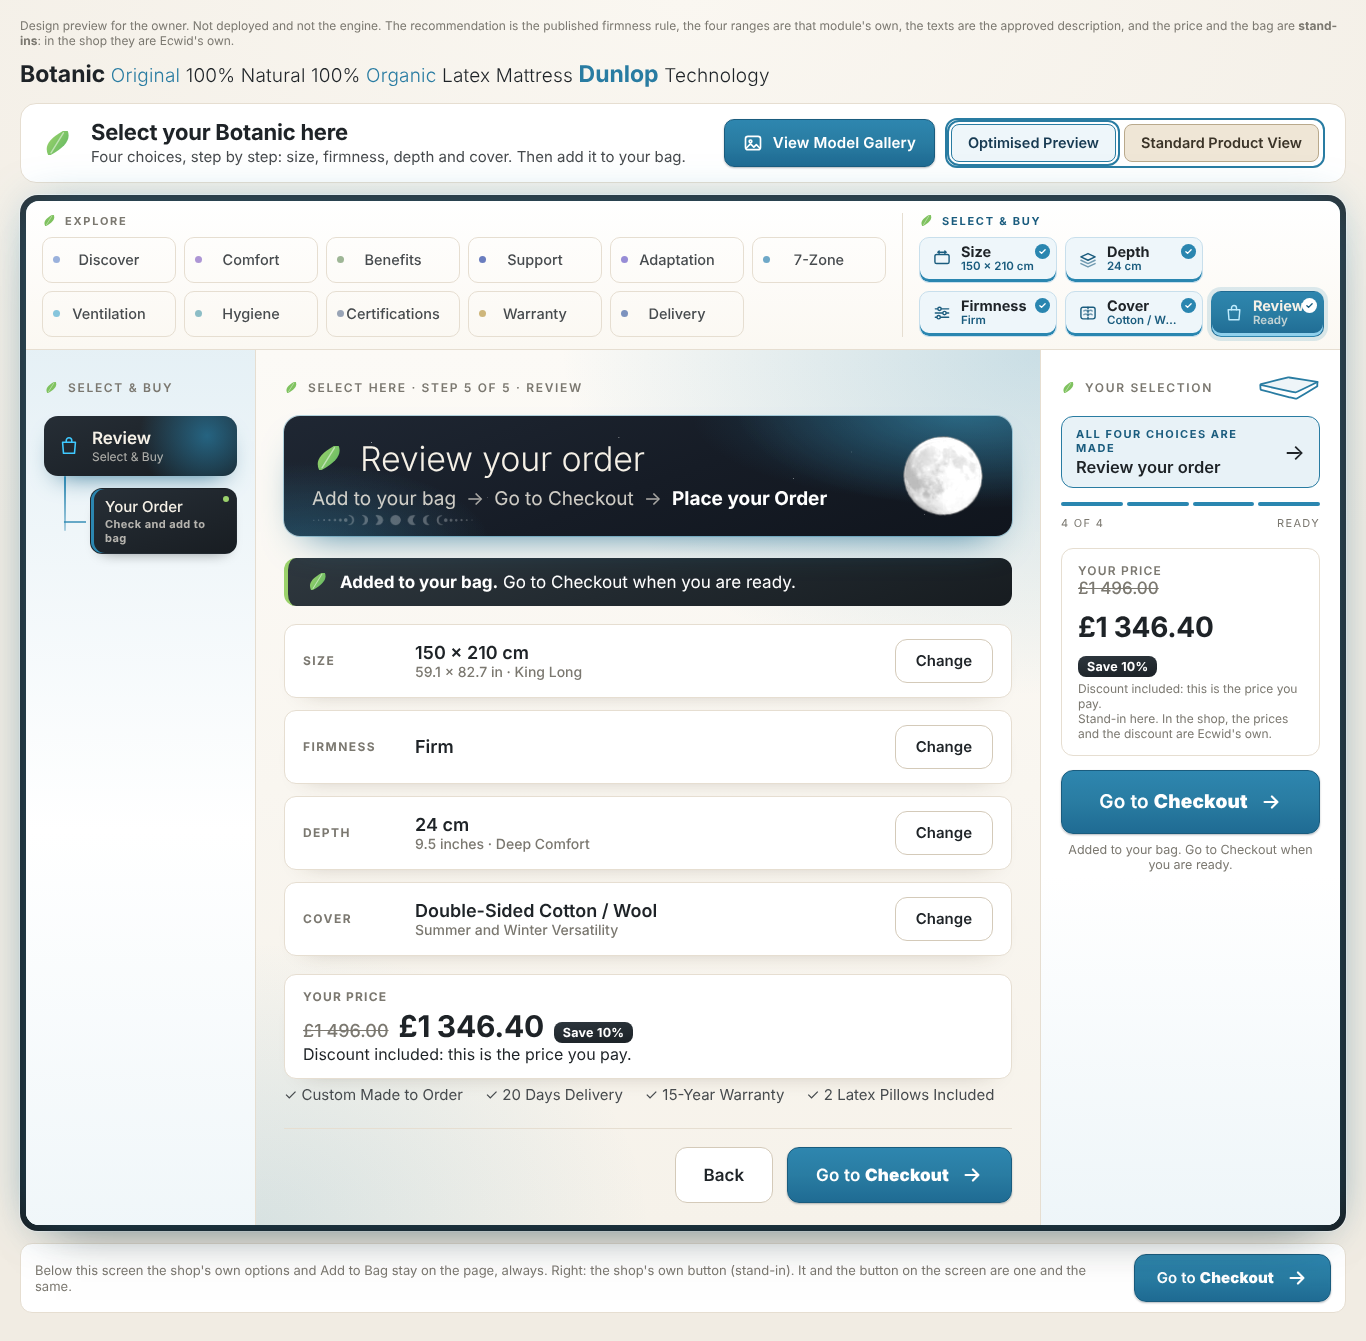 Design preview for the owner. Not deployed and not the engine. The recommendation is the published firmness rule, the four ranges are that module's own, the texts are the approved description, and the price and the bag are stand-
ins: in the shop they are Ecwid's own.
Botanic Original 100% Natural 100% Organic Latex Mattress Dunlop Technology
Select your Botanic here
Four choices, step by step: size, firmness, depth and cover. Then add it to your bag.
View Model Gallery
Optimised Preview
Standard Product View
EXPLORE
Discover
Comfort
Benefits
Support
Adaptation
7-Zone
Ventilation
Hygiene
Certifications
Warranty
Delivery
SELECT & BUY
Size
150 × 210 cm
Depth
24 cm
Firmness
Firm
Cover
Cotton / W...
Review
Ready
SELECT & BUY
Review
Select & Buy
Your Order
Check and add to
bag
SELECT HERE · STEP 5 OF 5 · REVIEW
Review your order
Add to your bag → Go to Checkout → Place your Order
Added to your bag. Go to Checkout when you are ready.
SIZE
150 × 210 cm
59.1 × 82.7 in · King Long
Change
FIRMNESS
Firm
Change
DEPTH
24 cm
9.5 inches · Deep Comfort
Change
COVER
Double-Sided Cotton / Wool
Summer and Winter Versatility
Change
YOUR PRICE
£1 496.00 £1 346.40 Save 10%
Discount included: this is the price you pay.
✓ Custom Made to Order ✓ 20 Days Delivery ✓ 15-Year Warranty ✓ 2 Latex Pillows Included
Back
Go to Checkout →
YOUR SELECTION
ALL FOUR CHOICES ARE
MADE
Review your order →
4 OF 4
READY
YOUR PRICE
£1 496.00
£1 346.40
Save 10%
Discount included: this is the price you
pay.
Stand-in here. In the shop, the prices
and the discount are Ecwid's own.
Go to Checkout →
Added to your bag. Go to Checkout when
you are ready.
Below this screen the shop's own options and Add to Bag stay on the page, always. Right: the shop's own button (stand-in). It and the button on the screen are one and the
same.
Go to Checkout →